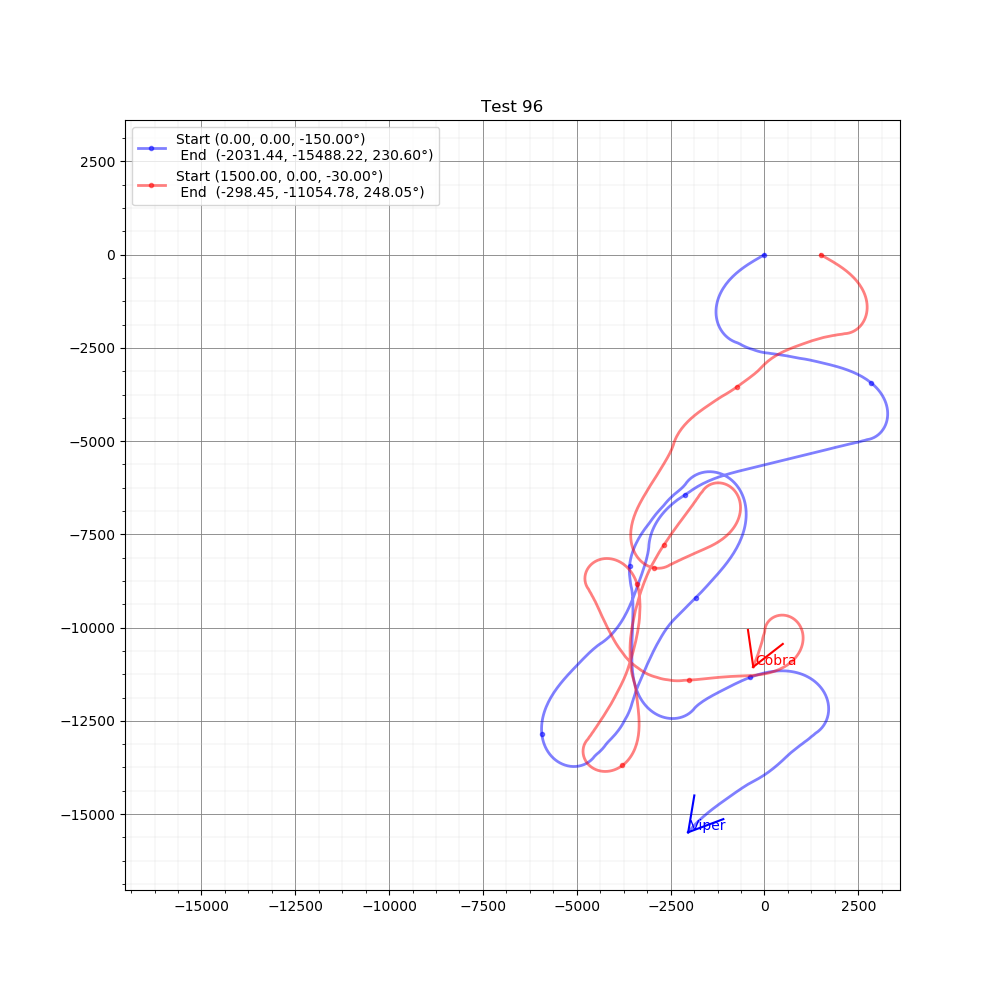 Test 96
Start (0.00, 0.00, -150.00°)
End (-2031.44, -15488.22, 230.60°)
Start (1500.00, 0.00, -30.00°)
End (-298.45, -11054.78, 248.05°)
2500
0
−2500
−5000
−7500
−10000
−12500
−15000
Cobra
Viper
−15000 −12500 −10000 −7500 −5000 −2500 0 2500